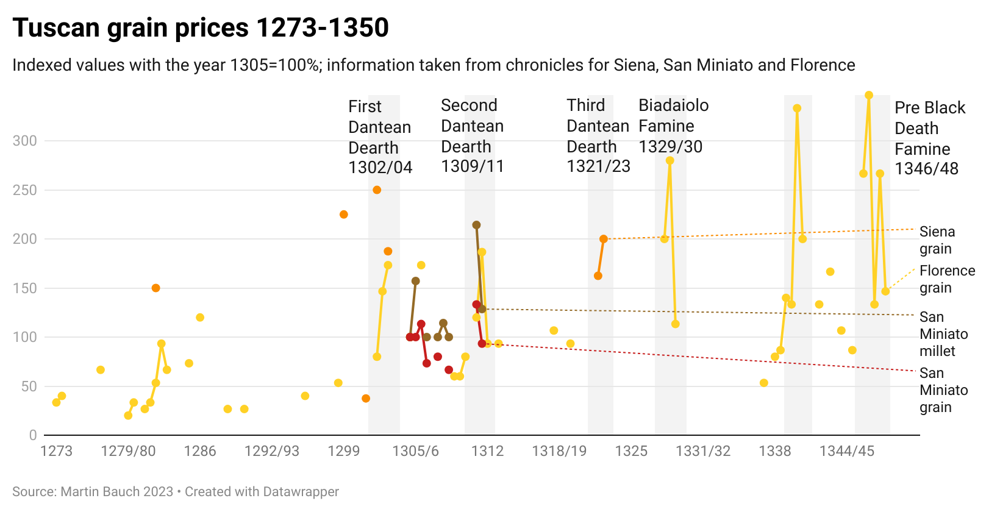 Tuscan grain prices 1273-1350
Indexed values with the year 1305=100%; information taken from chronicles for Siena, San Miniato and Florence
First
Dantean
Dearth
1302/04
Second
Dantean
Dearth
1309/11
Third
Dantean
Dearth
1321/23
Biadaiolo
Famine
1329/30
Pre Black
Death
Famine
1346/48
300
250
200
150
100
50
0
Siena
grain
Florence
grain
San
Miniato
millet
San
Miniato
grain
1273
1279/80
1286
1292/93
1299
1305/6
1312
1318/19
1325
1331/32
1338
1344/45
Source: Martin Bauch 2023 • Created with Datawrapper